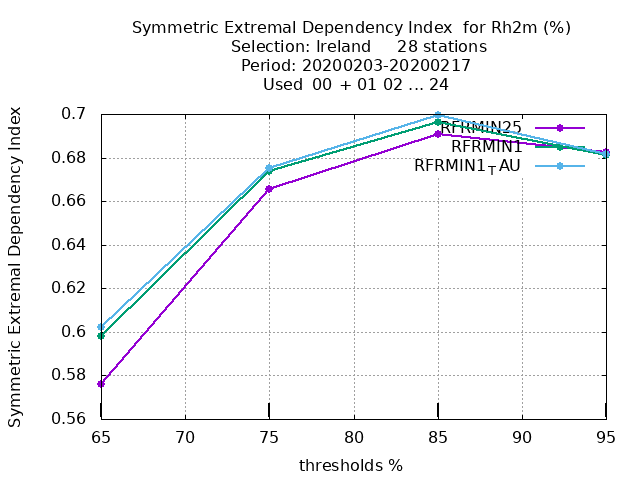 Symmetric Extremal Dependency Index for Rh2m (%)
Selection: Ireland 28 stations
Period: 20200203-20200217
Used 00 + 01 02 ... 24
Symmetric Extremal Dependency Index
0.7
0.68
0.66
0.64
0.62
0.6
0.58
0.56
RFRMIN25
RFRMIN1
RFRMIN1TAU
65 70 75 80 85 90 95
thresholds %